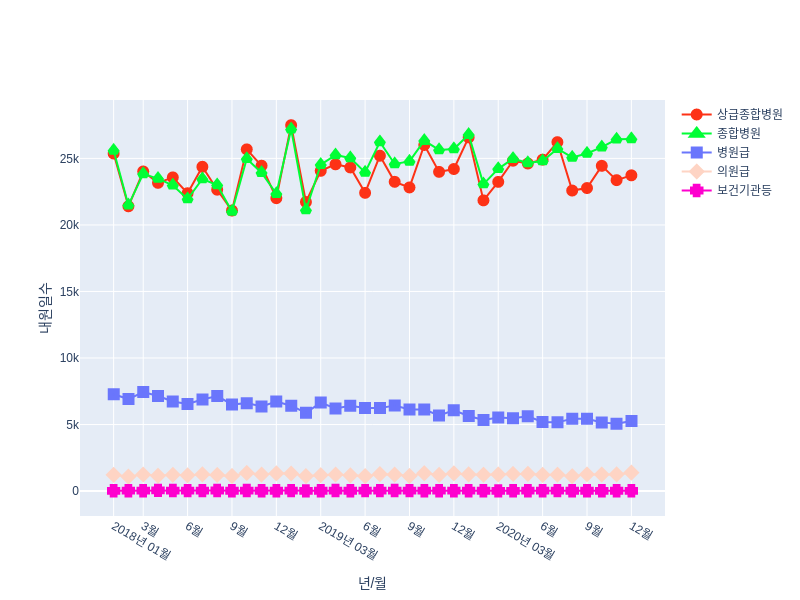 상급종합병원
종합병원
병원급
의원급
보건기관등
내원일수
25k
20k
15k
10k
5k
0
2018년 01월
3월
6월
9월
12월
2019년 03월
6월
9월
12월
2020년 03월
6월
9월
12월
년/월